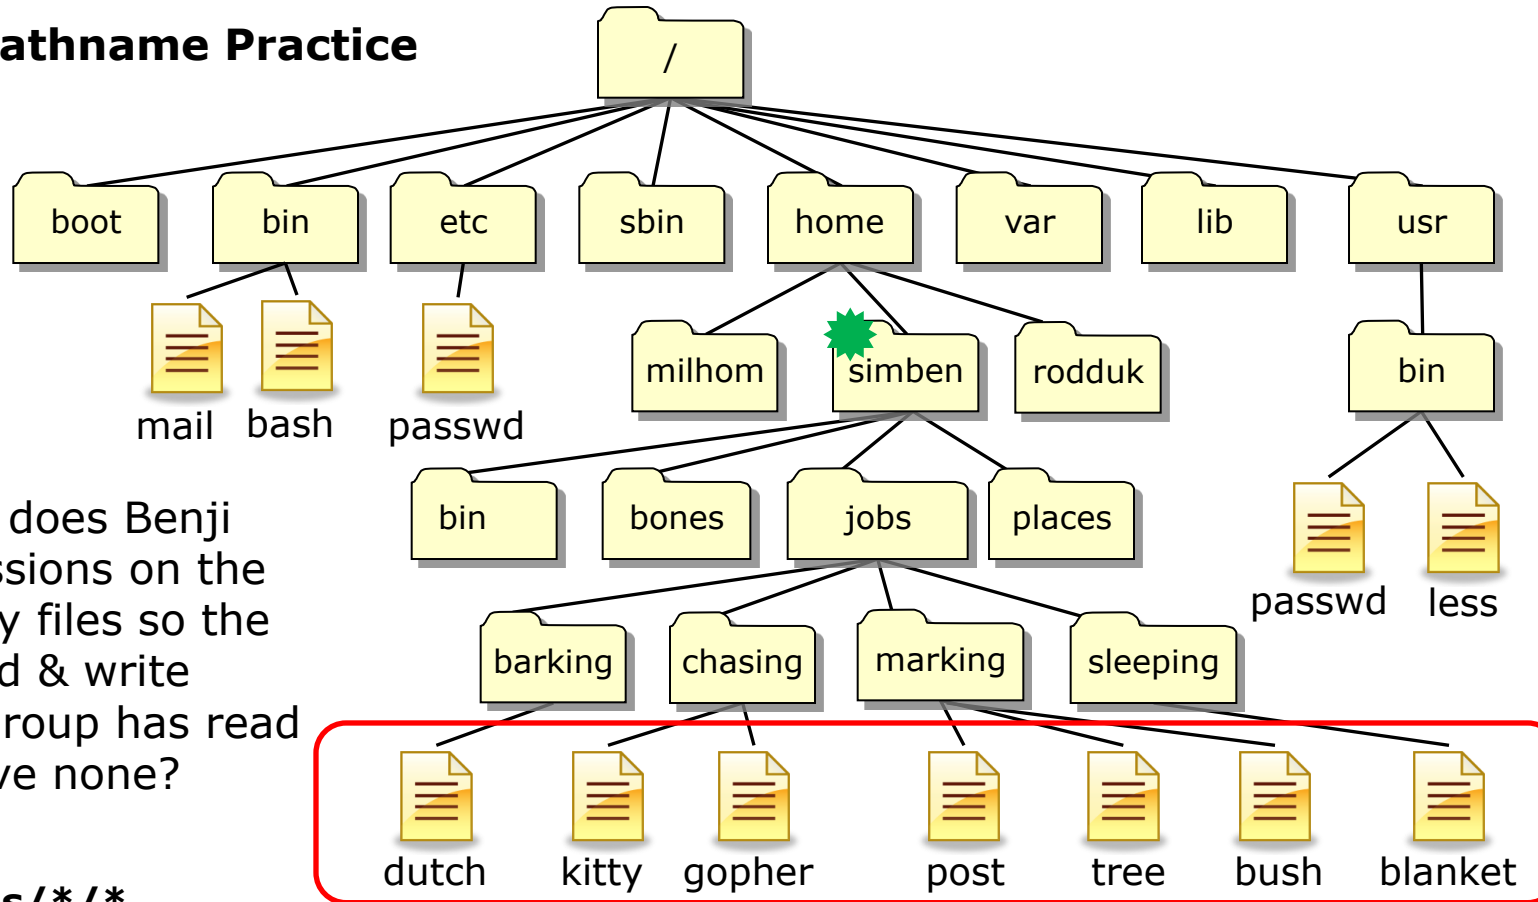 athname Practice
/
boot bin etc sbin home var lib usr
mail bash passwd
milhom simben rodduk bin
bin bones jobs places
passwd less
does Benji
ssions on the
y files so the
d & write
roup has read
ve none?
barking chasing marking sleeping
dutch kitty gopher post tree bush blanket
s/*/*